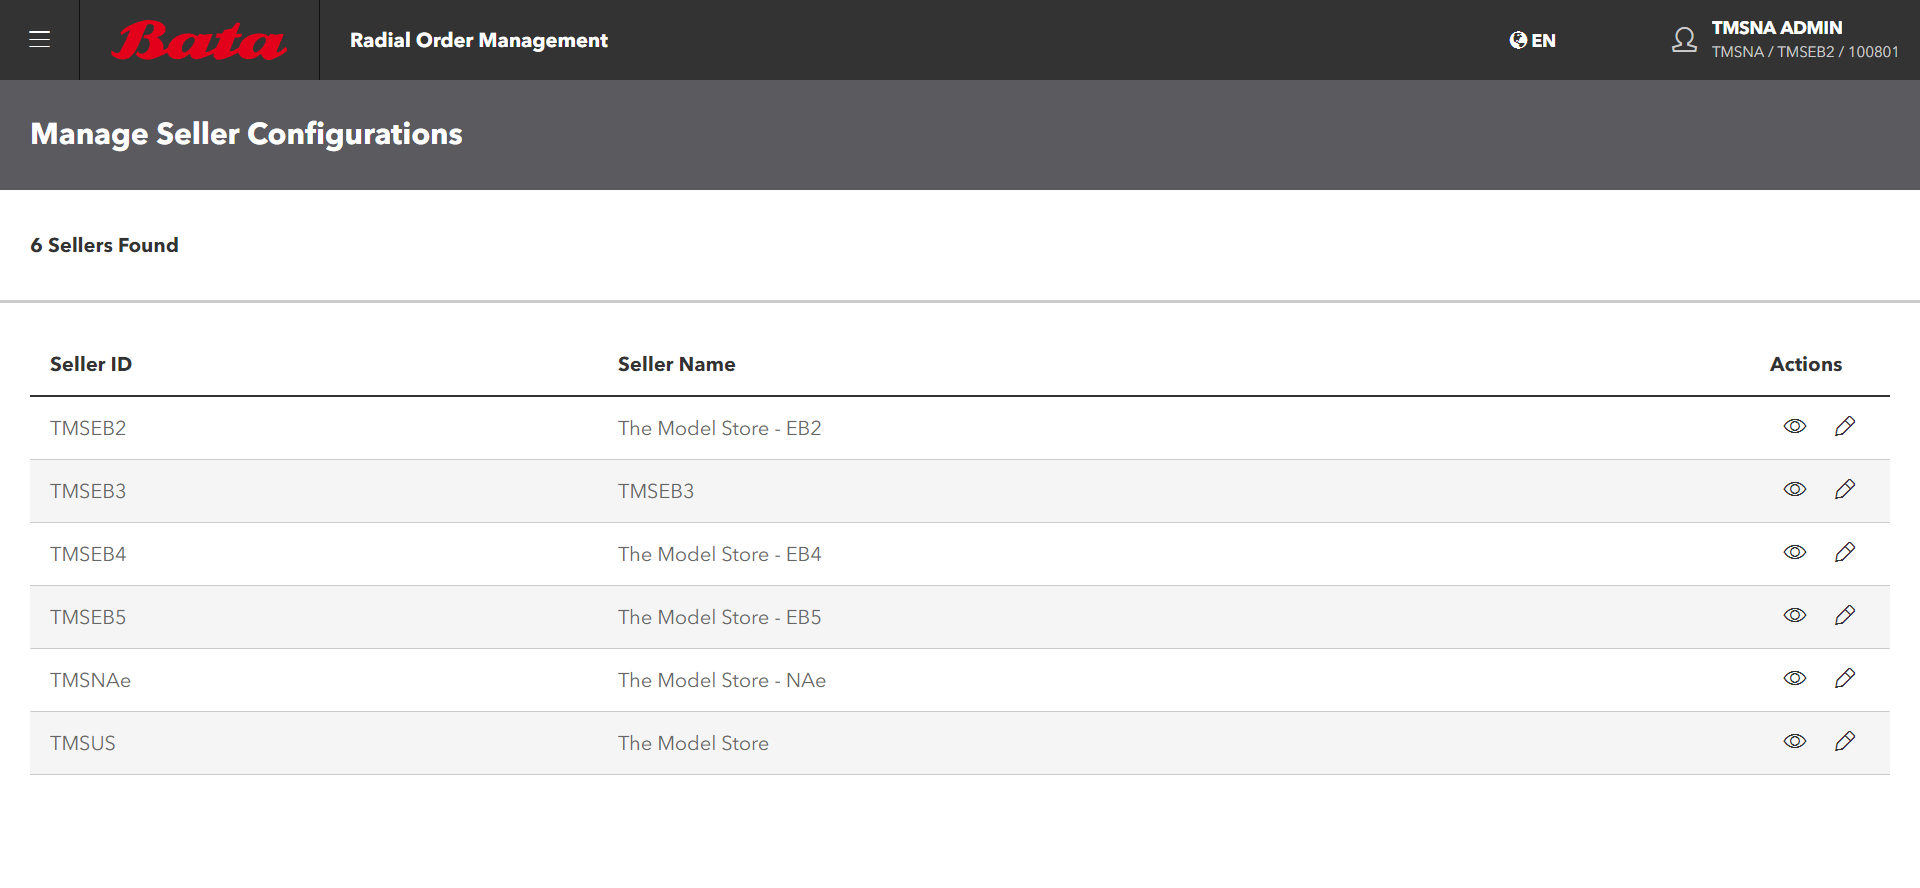 Bata
Radial Order Management
EN
TMSNA ADMIN
TMSNA / TMSEB2 / 100801
Manage Seller Configurations
6 Sellers Found
Seller ID Seller Name Actions
TMSEB2 The Model Store - EB2
TMSEB3 TMSEB3
TMSEB4 The Model Store - EB4
TMSEB5 The Model Store - EB5
TMSNAe The Model Store - NAe
TMSUS The Model Store